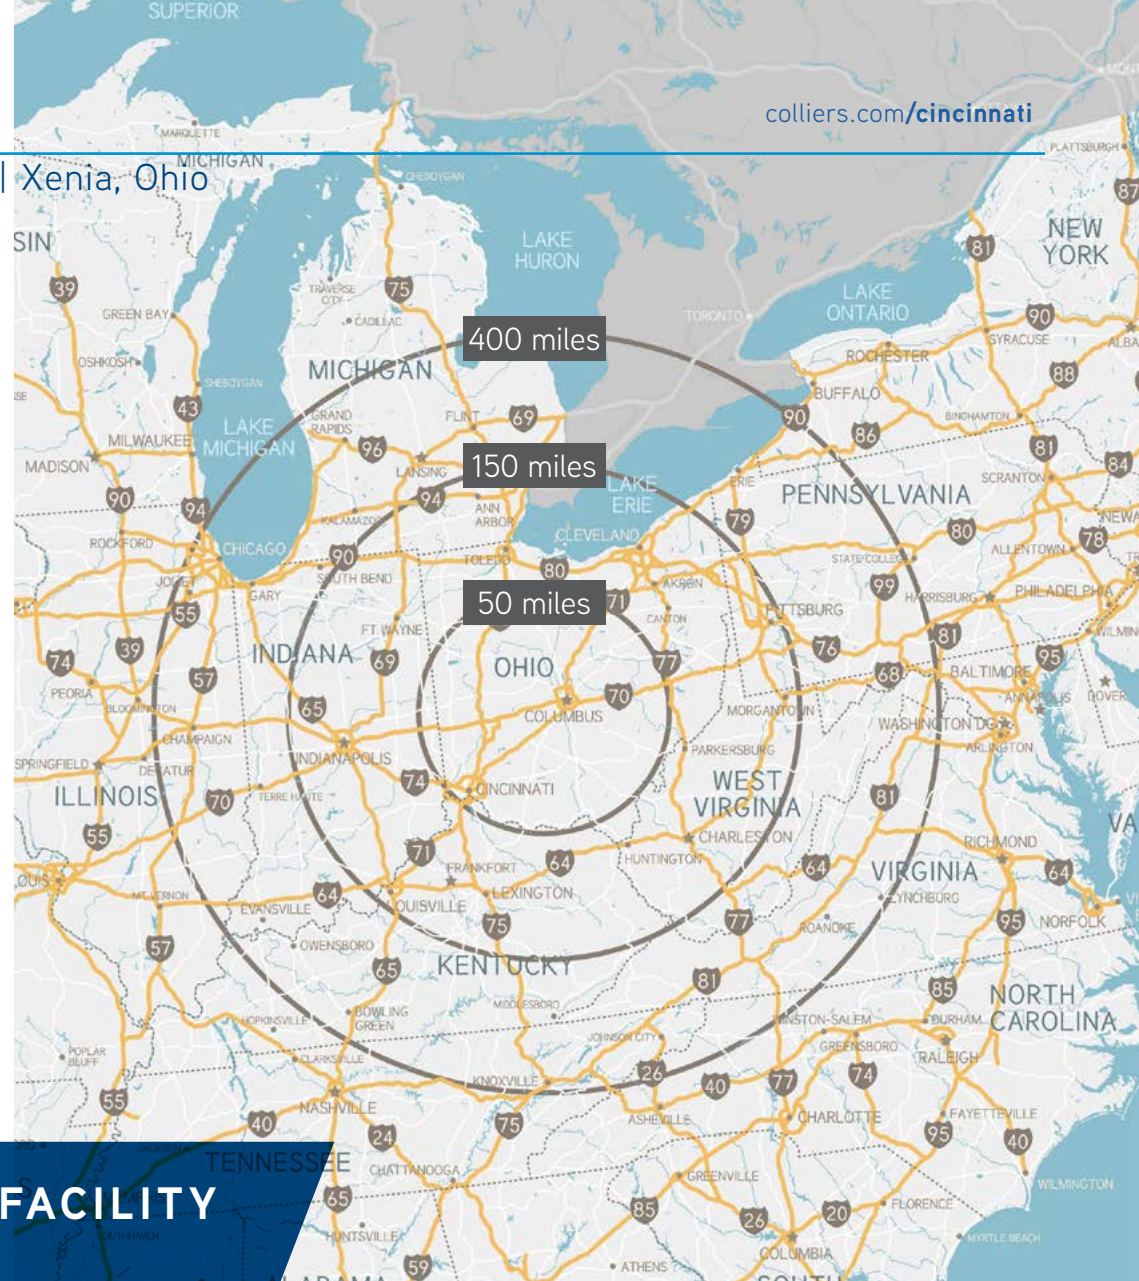 SUPERIOR
colliers.com/cincinnati
MARQUETTE
PLATTSBURGH
MICHIGAN
| Xenia, Ohio
CHEBOYGAN
87
SIN
LAKE
HURON
81
NEW
YORK
39
TRAVERSE
CITY
75
LAKE
ONTARIO
GREEN BAY
CADILLAC
TORONTO
90
400 miles
SYRACUSE
OSHKOSH
MICHIGAN
ROCHESTER
88
SHEBOYGAN
BUFFALO
43
GRAND
RAPIDS
FLINT
69
90
BINGHAMTON
LAKE
MICHIGAN
MILWAUKEE
96
86
81
MADISON
LANSING
150 miles
84
90
94
94
ANN
ARBOR
LAKE
ERIE
ERIE
PENNSYLVANIA
SCRANTON
KALAMAZOO
79
ROCKFORD
CHICAGO
90
CLEVELAND
80
78
JOLIET
SOUTH BEND
TOLEDO
80
STATE COLLEGE
ALLENTOWN
GARY
AKRON
99
HARRISBURG
PHILADELPHIA
55
50 miles
71
CANTON
PITTSBURG
FT WAYNE
39
INDIANA
69
OHIO
77
76
81
74
57
68
BALTIMORE
95
PEORIA
BLOOMINGTON
65
70
COLUMBUS
MORGANTOWN
ANNAPOLIS
DOVER
CHAMPAIGN
WASHINGTON DC
INDIANAPOLIS
PARKERSBURG
ARLINGTON
SPRINGFIELD
DECATUR
74
CINCINNATI
WEST
VIRGINIA
ILLINOIS
70
TERRE HAUTE
81
55
71
CHARLESTON
RICHMOND
FRANKFORT
64
HUNTINGTON
64
VIRGINIA
64
MT VERNON
64
LOUISVILLE
LEXINGTON
LYNCHBURG
EVANSVILLE
75
77
ROANOKE
95
NORFOLK
57
OWENSBORO
65
KENTUCKY
81
85
NORTH
CAROLINA
HOPKINSVILLE
BOWLING
GREEN
MIDDLESBORO
WINSTON-SALEM
DURHAM
POPLAR
BLUFF
CLARKSVILLE
JOHNSON CITY
GREENSBORO
RALEIGH
KNOXVILLE
26
40
77
74
55
NASHVILLE
40
24
75
ASHEVILLE
CHARLOTTE
FAYETTEVILLE
95
40
JACKSON
TENNESSEE
CHATTANOOGA
GREENVILLE
WILMINGTON
FACILITY
65
85
26
20
FLORENCE
SOUTHAVEN
HUNTSVILLE
MYRTLE BEACH
COLUMBIA
59
ATHENS
ALABAMA
SOUTH